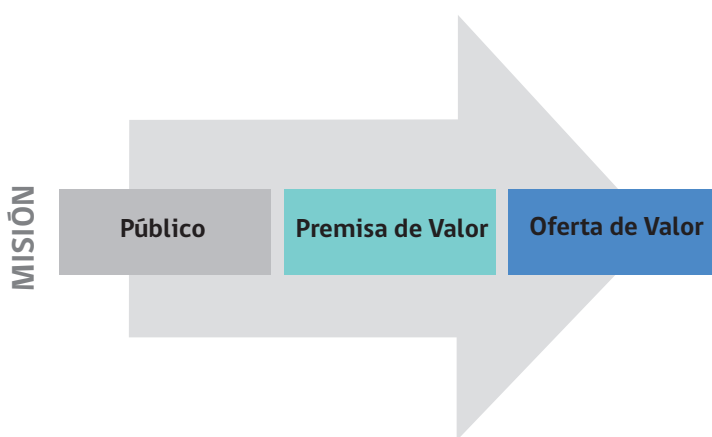 MISIÓN
Público
Premisa de Valor
Oferta de Valor